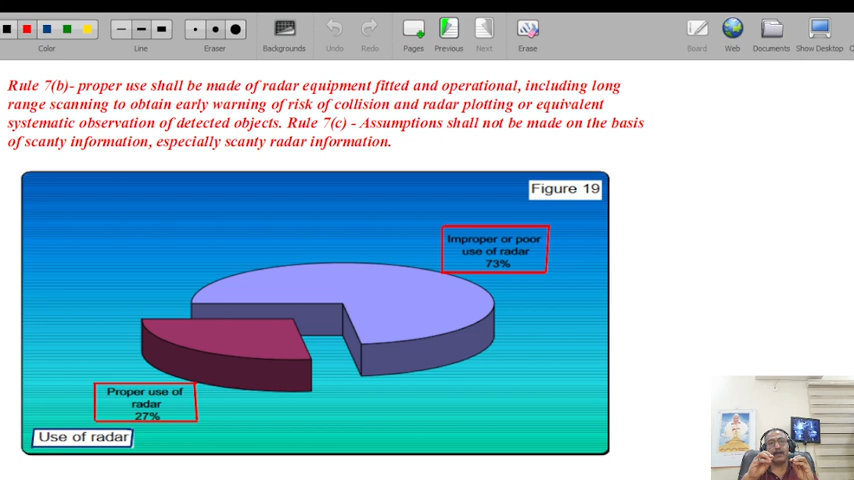 Color
Line
Eraser
Backgrounds
Undo
Redo
Pages
Previous
Next
Erase
Board
Web
Documents
Show Desktop
Rule 7(b)- proper use shall be made of radar equipment fitted and operational, including long
range scanning to obtain early warning of risk of collision and radar plotting or equivalent
systematic observation of detected objects. Rule 7(c) - Assumptions shall not be made on the basis
of scanty information, especially scanty radar information.
Figure 19
Improper or poor
use of radar
73%
Proper use of
radar
27%
Use of radar